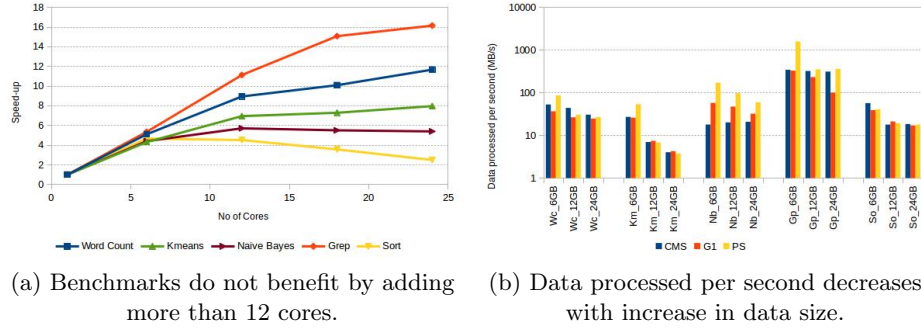 18
16
14
12
10
8
6
4
2
0
Speed-up
0 5 10 15 20 25
No of Cores
Word Count Kmeans Naive Bayes Grep Sort
(a) Benchmarks do not benefit by adding
more than 12 cores.
10000
1000
100
10
1
Data processed per second (MB/s)
Wc_6GB
Wc_12GB
Wc_24GB
Km_6GB
Km_12GB
Km_24GB
Nb_6GB
Nb_12GB
Nb_24GB
Gp_6GB
Gp_12GB
Gp_24GB
So_6GB
So_12GB
So_24GB
CMS G1 PS
(b) Data processed per second decreases
with increase in data size.